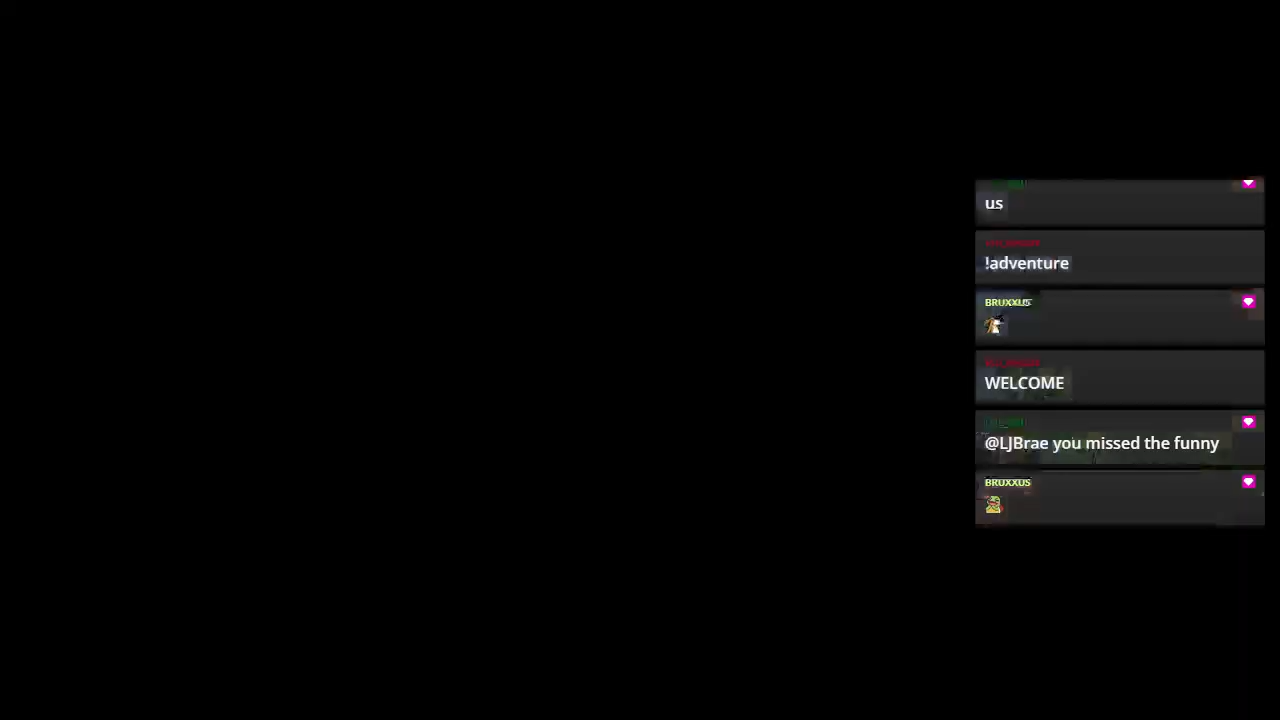 us
!adventure
BRUXXUS
WELCOME
@LJBrae you missed the funny
BRUXXUS